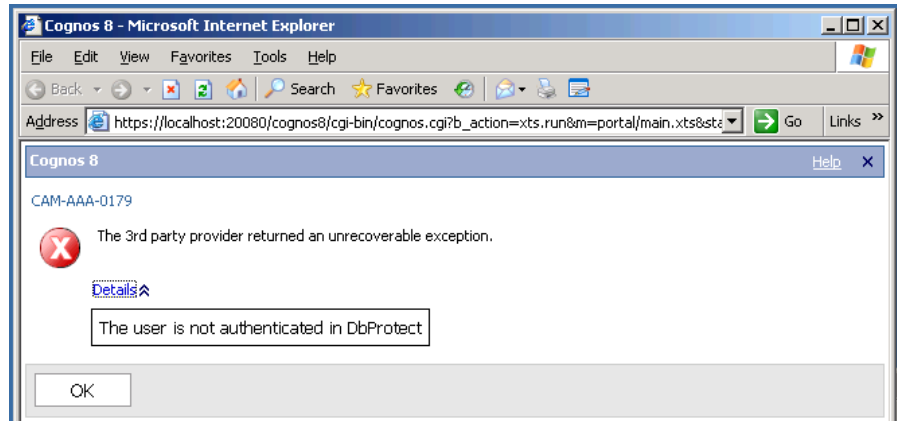 Cognos 8 - Microsoft Internet Explorer
File Edit View Favorites Tools Help
Back Search Favorites
Address https://localhost:20080/cognos8/cgi-bin/cognos.cgi?b_action=xts.run&m=portal/main.xts&sta Go Links »
Cognos 8 Help X
CAM-AAA-0179
The 3rd party provider returned an unrecoverable exception.
Details
The user is not authenticated in DbProtect
OK